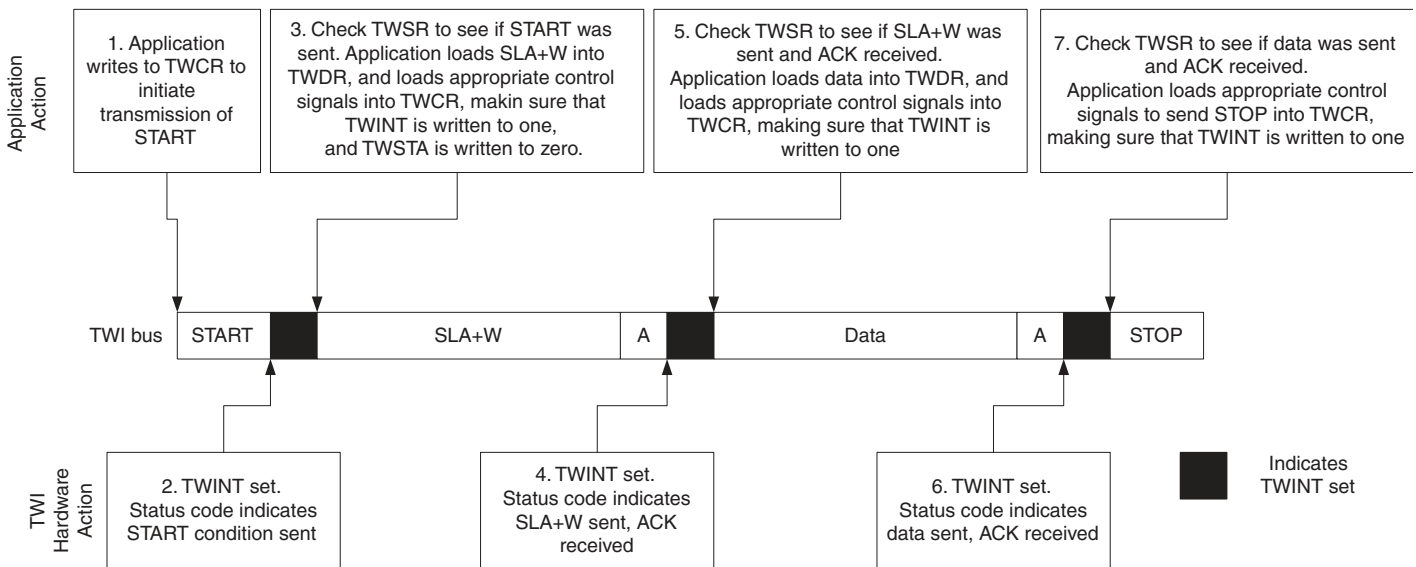 Application
Action
1. Application
writes to TWCR to
initiate
transmission of
START
3. Check TWSR to see if START was
sent. Application loads SLA+W into
TWDR, and loads appropriate control
signals into TWCR, makin sure that
TWINT is written to one,
and TWSTA is written to zero.
5. Check TWSR to see if SLA+W was
sent and ACK received.
Application loads data into TWDR, and
loads appropriate control signals into
TWCR, making sure that TWINT is
written to one
7. Check TWSR to see if data was sent
and ACK received.
Application loads appropriate control
signals to send STOP into TWCR,
making sure that TWINT is written to one
TWI bus
START
SLA+W
A
Data
A
STOP
TWI
Hardware
Action
2. TWINT set.
Status code indicates
START condition sent
4. TWINT set.
Status code indicates
SLA+W sent, ACK
received
6. TWINT set.
Status code indicates
data sent, ACK received
Indicates
TWINT set